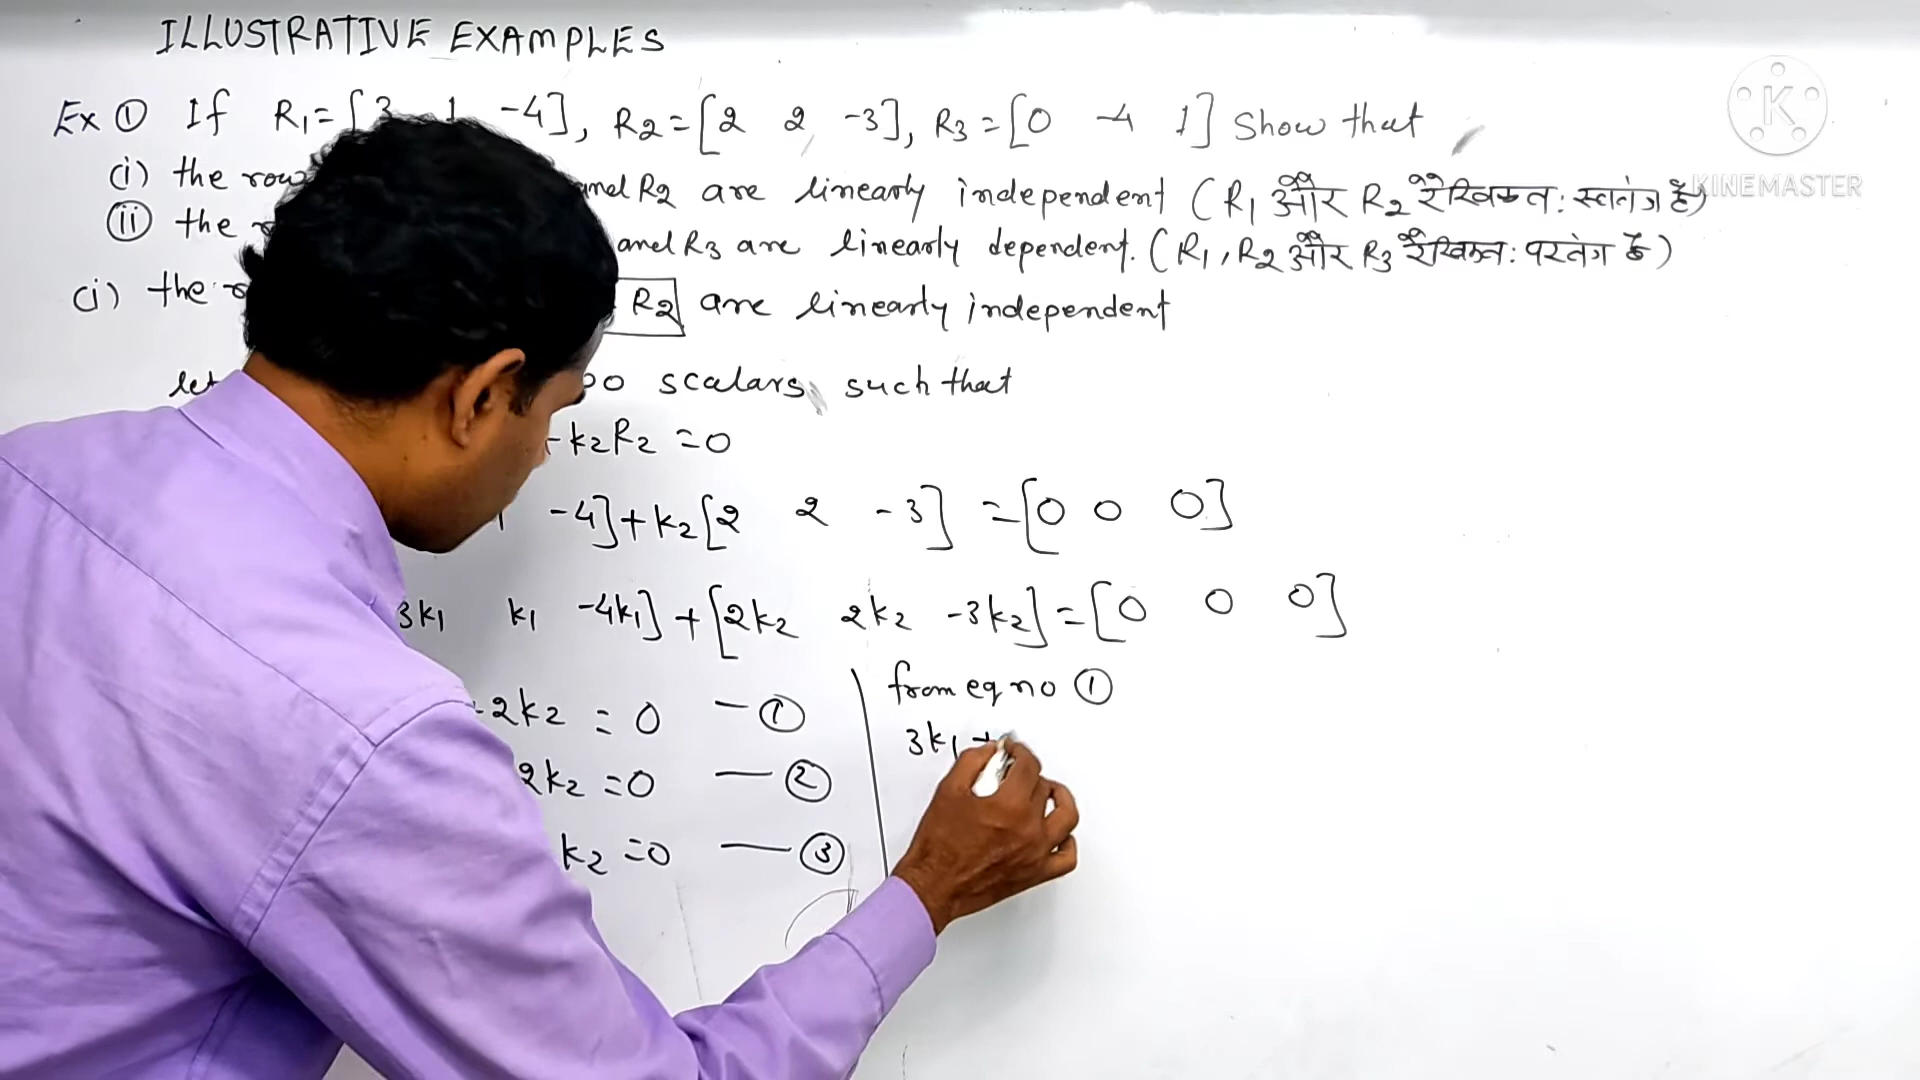 ILLUSTRATIVE EXAMPLES
Ex ① If R1=[3 1 -4], R2=[2 2 -3], R3=[0 -4 1] Show that
(i) the row and R2 are linearly independent (R1 और R2 रैखिकतः स्वतंत्र है)
(ii) the and R3 are linearly dependent. (R1, R2 और R3 रैखिकतः परतंत्र है)
(i) the R2 are linearly independent
let scalars such that
k2R2 =0
-4]+k2[2 2 -3] =[0 0 0]
3k1 k1 -4k1]+[2k2 2k2 -3k2]=[0 0 0]
2k2 = 0 — ①
2k2 =0 — ②
k2 =0 — ③
from eq no ①
3k1 +
K
KINEMASTER